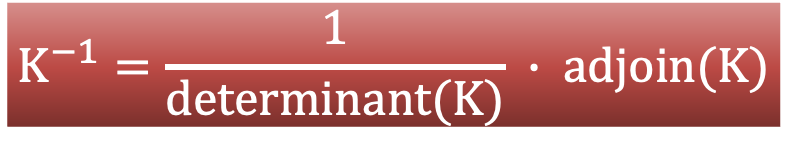 K⁻¹ = 1/determinant(K) · adjoin(K)